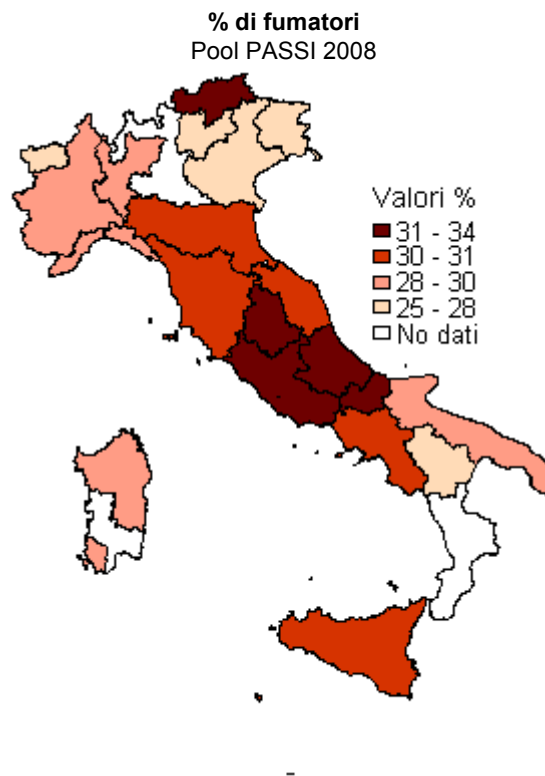 % di fumatori
Pool PASSI 2008
Valori %
31 - 34
30 - 31
28 - 30
25 - 28
No dati